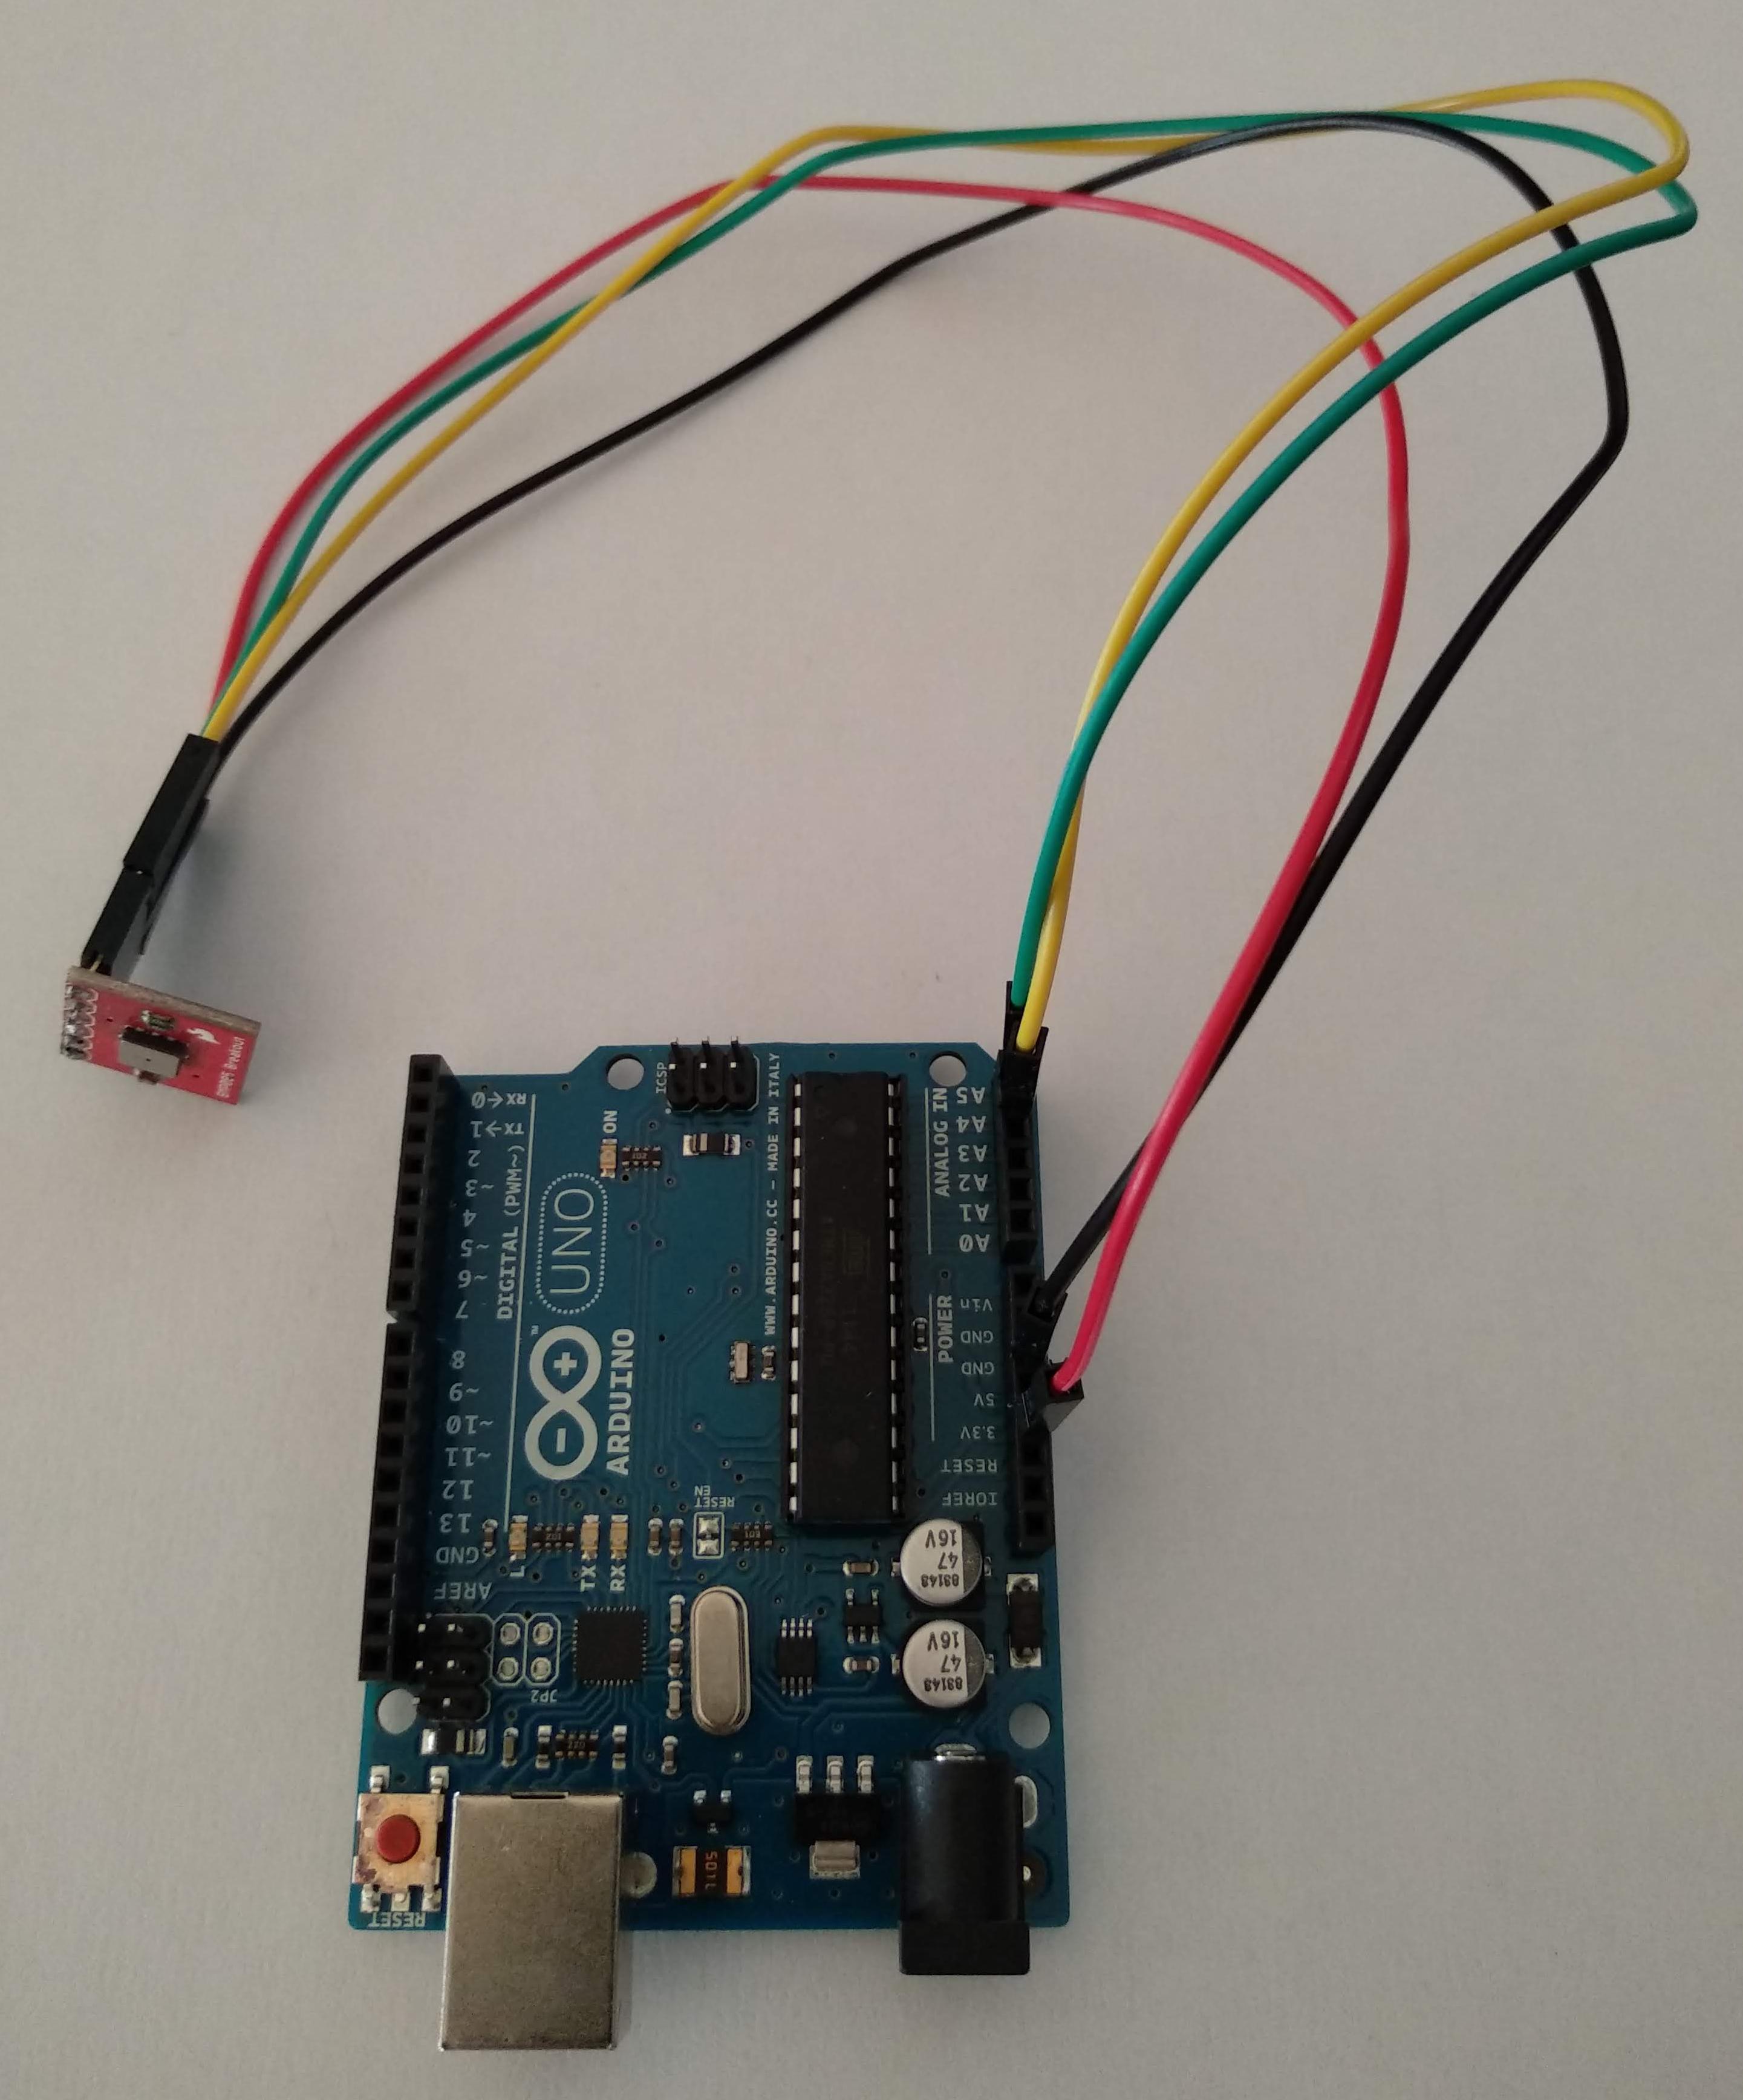 BMP085 Breakout
ICSP
ON
WWW.ARDUINO.CC - MADE IN ITALY
ANALOG IN
A5
A4
A3
A2
A1
A0
POWER
Vin
GND
GND
5V
3.3V
RESET
IOREF
RX←0
TX→1
2
~3
4
~5
~6
7
8
~9
~10
~11
12
13
GND
AREF
DIGITAL (PWM~)
UNO
ARDUINO
RESET
EN
L
TX
RX
JP2
RESET
16V
47
16V
47
501L